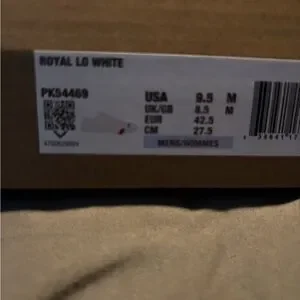 ROYAL LO WHITE
PK54469
USA 9.5 M
UK/GB 8.5 M
EUR 42.5
CM 27.5
MENS/HOMMES